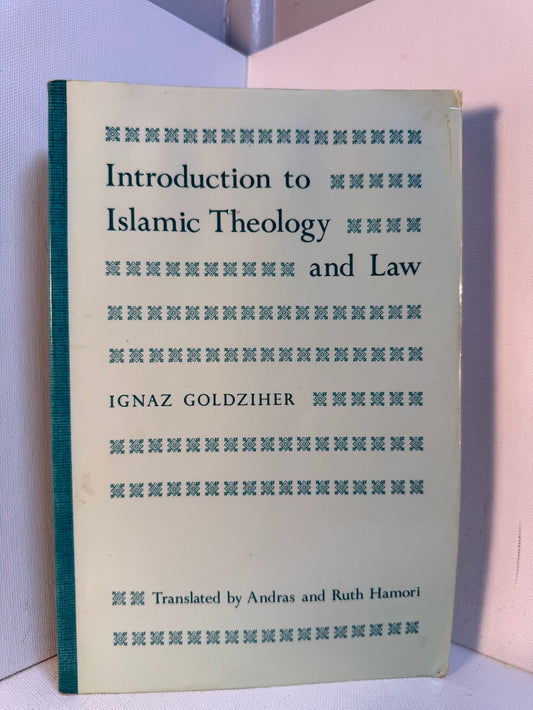 Introduction to
Islamic Theology
and Law
IGNAZ GOLDZIHER
Translated by Andras and Ruth Hamori